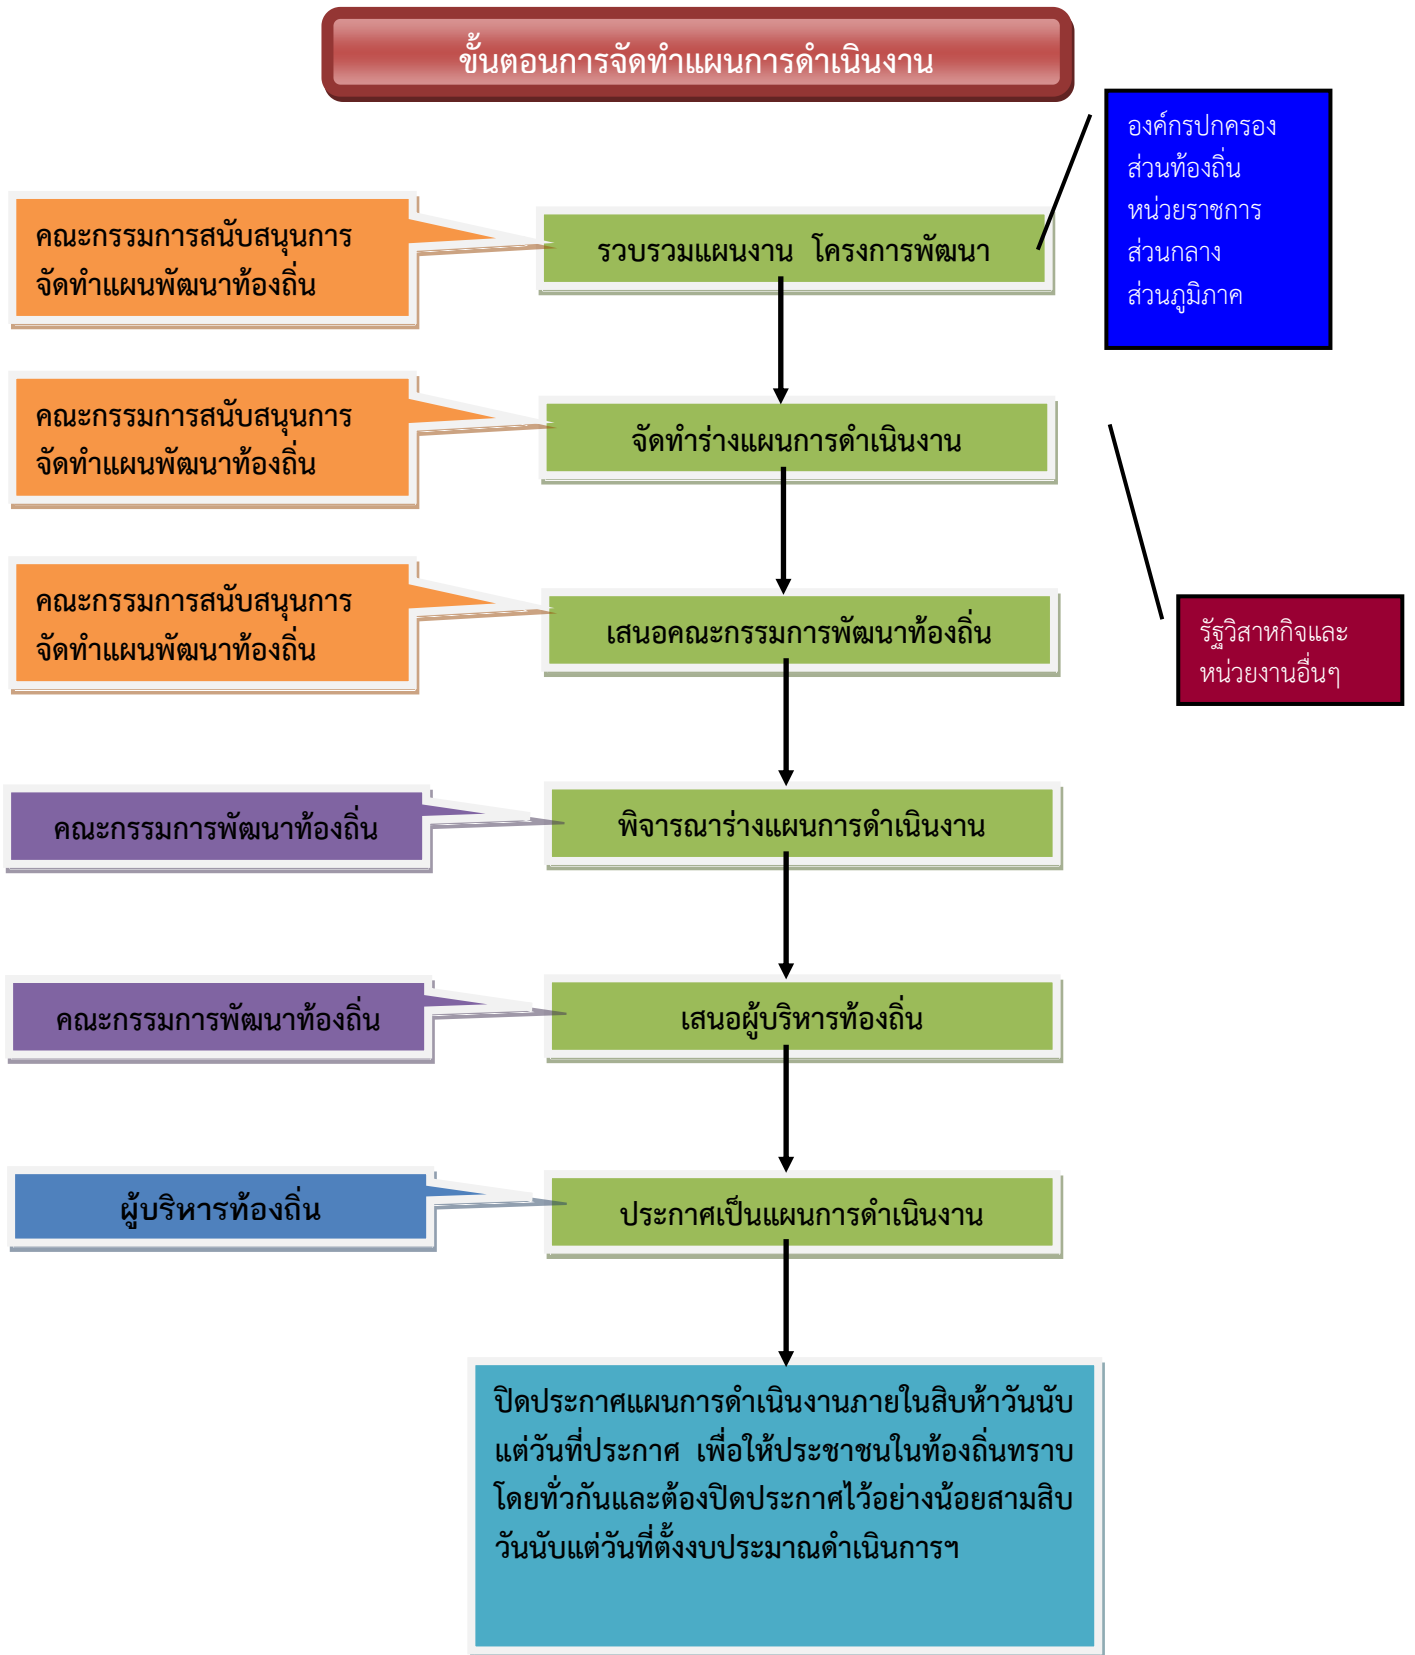 ขั้นตอนการจัดทำแผนการดำเนินงาน
องค์กรปกครอง
ส่วนท้องถิ่น
หน่วยราชการ
ส่วนกลาง
ส่วนภูมิภาค
คณะกรรมการสนับสนุนการ
จัดทำแผนพัฒนาท้องถิ่น
รวบรวมแผนงาน โครงการพัฒนา
คณะกรรมการสนับสนุนการ
จัดทำแผนพัฒนาท้องถิ่น
จัดทำร่างแผนการดำเนินงาน
คณะกรรมการสนับสนุนการ
จัดทำแผนพัฒนาท้องถิ่น
เสนอคณะกรรมการพัฒนาท้องถิ่น
รัฐวิสาหกิจและ
หน่วยงานอื่นๆ
คณะกรรมการพัฒนาท้องถิ่น
พิจารณาร่างแผนการดำเนินงาน
คณะกรรมการพัฒนาท้องถิ่น
เสนอผู้บริหารท้องถิ่น
ผู้บริหารท้องถิ่น
ประกาศเป็นแผนการดำเนินงาน
ปิดประกาศแผนการดำเนินงานภายในสิบห้าวันนับ
แต่วันที่ประกาศ เพื่อให้ประชาชนในท้องถิ่นทราบ
โดยทั่วกันและต้องปิดประกาศไว้อย่างน้อยสามสิบ
วันนับแต่วันที่ตั้งงบประมาณดำเนินการฯ